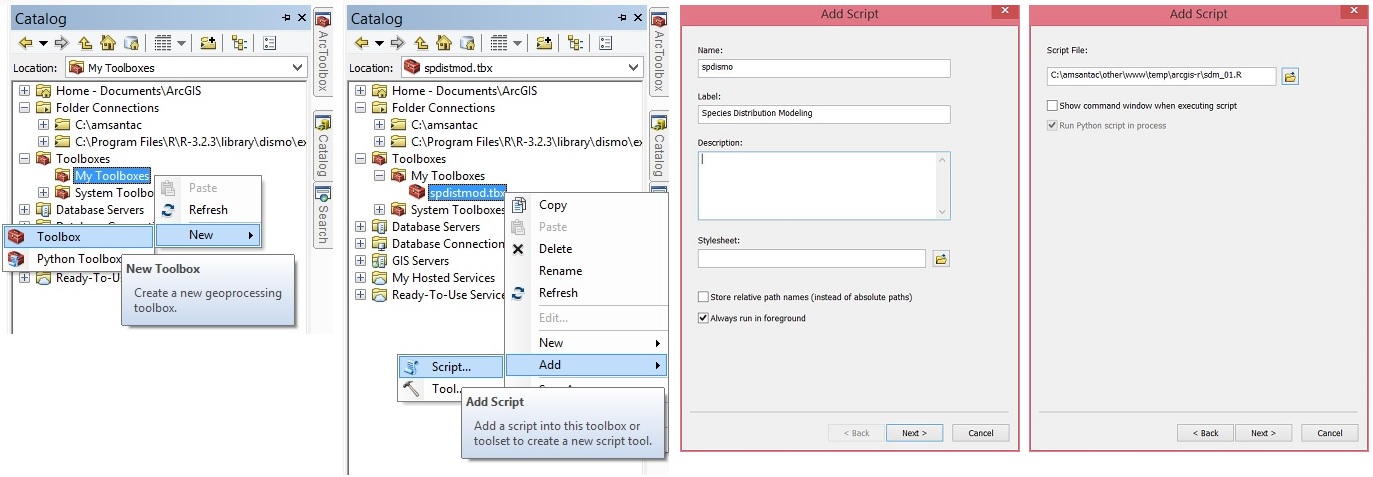 Catalog
Location: My Toolboxes
Home - Documents\ArcGIS
Folder Connections
C:\amsantac
C:\Program Files\R\R-3.2.3\library\dismo\ex
Toolboxes
My Toolboxes
System Toolbo
Database Servers
Ready-To-Use
Paste
Refresh
New
Toolbox
Python Toolbox
New Toolbox
Create a new geoprocessing
toolbox.
ArcToolbox
Catalog
Search
Catalog
Location: spdistmod.tbx
Home - Documents\ArcGIS
Folder Connections
C:\amsantac
C:\Program Files\R\R-3.2.3\library\dismo\ex
Toolboxes
My Toolboxes
spdistmod.tbx
System Toolboxes
Database Servers
Database Connection
GIS Servers
My Hosted Services
Ready-To-Use Service
Copy
Paste
Delete
Rename
Refresh
Edit...
New
Add
Script...
Tool...
Add Script
Add a script into this toolbox or
toolset to create a new script tool.
ArcToolbox
Catalog
Add Script
Name:
spdismo
Label:
Species Distribution Modeling
Description:
Stylesheet:
Store relative path names (instead of absolute paths)
Always run in foreground
< Back Next > Cancel
Add Script
Script File:
C:\amsantac\other\www\temp\arcgis-r\sdm_01.R
Show command window when executing script
Run Python script in process
< Back Next > Cancel